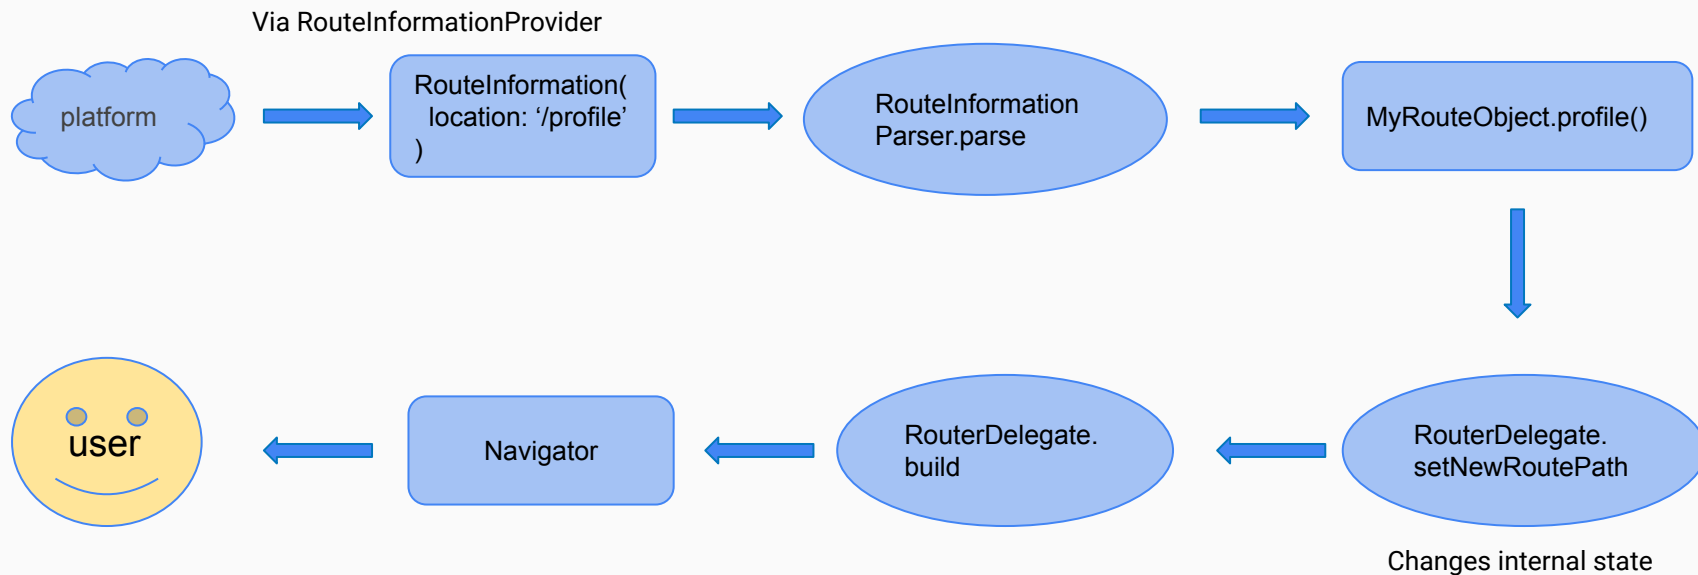 Via RouteInformationProvider
platform
RouteInformation(
location: ‘/profile’
)
RouteInformation
Parser.parse
MyRouteObject.profile()
user
Navigator
RouterDelegate.
build
RouterDelegate.
setNewRoutePath
Changes internal state